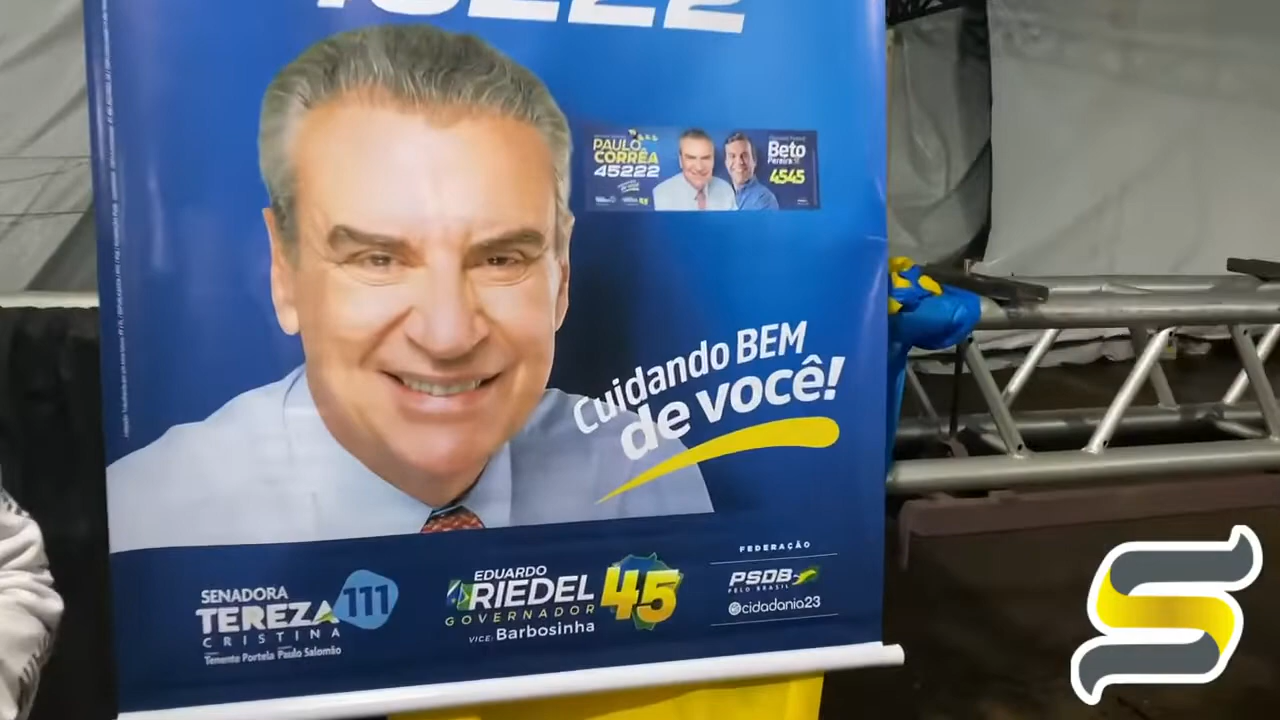 45222
PAULO
CORRÊA
45222
Beto
Pereira
4545
Cuidando BEM
de você!
SENADORA
TEREZA
CRISTINA
111
Tenente Portela Paulo Salomão
EDUARDO
RIEDEL
GOVERNADOR
45
VICE: Barbosinha
FEDERAÇÃO
PSDB
PELO BRASIL
cidadania23
S